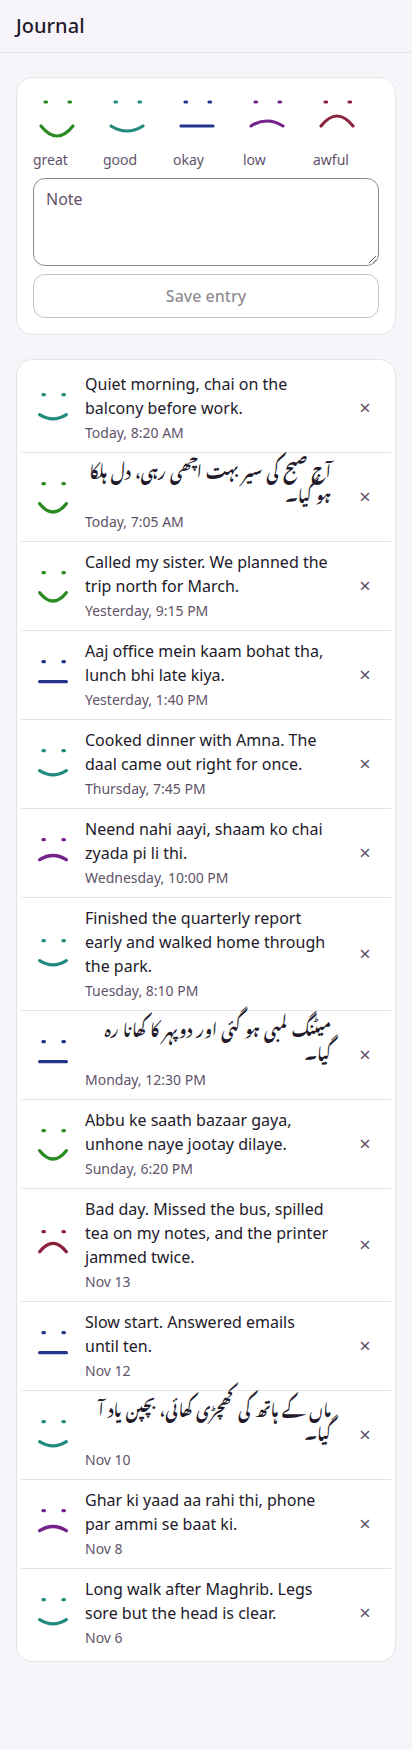 Journal
great
good
okay
low
awful
Note
Save entry
Quiet morning, chai on the
balcony before work.
Today, 8:20 AM
آج صبح کی سیر بہت اچھی رہی، دل ہلکا
ہو گیا۔
Today, 7:05 AM
Called my sister. We planned the
trip north for March.
Yesterday, 9:15 PM
Aaj office mein kaam bohat tha,
lunch bhi late kiya.
Yesterday, 1:40 PM
Cooked dinner with Amna. The
daal came out right for once.
Thursday, 7:45 PM
Neend nahi aayi, shaam ko chai
zyada pi li thi.
Wednesday, 10:00 PM
Finished the quarterly report
early and walked home through
the park.
Tuesday, 8:10 PM
میٹنگ لمبی ہو گئی اور دوپہر کا کھانا رہ
گیا۔
Monday, 12:30 PM
Abbu ke saath bazaar gaya,
unhone naye jootay dilaye.
Sunday, 6:20 PM
Bad day. Missed the bus, spilled
tea on my notes, and the printer
jammed twice.
Nov 13
Slow start. Answered emails
until ten.
Nov 12
ماں کے ہاتھ کی کھچڑی کھائی، بچپن یاد آ
گیا۔
Nov 10
Ghar ki yaad aa rahi thi, phone
par ammi se baat ki.
Nov 8
Long walk after Maghrib. Legs
sore but the head is clear.
Nov 6